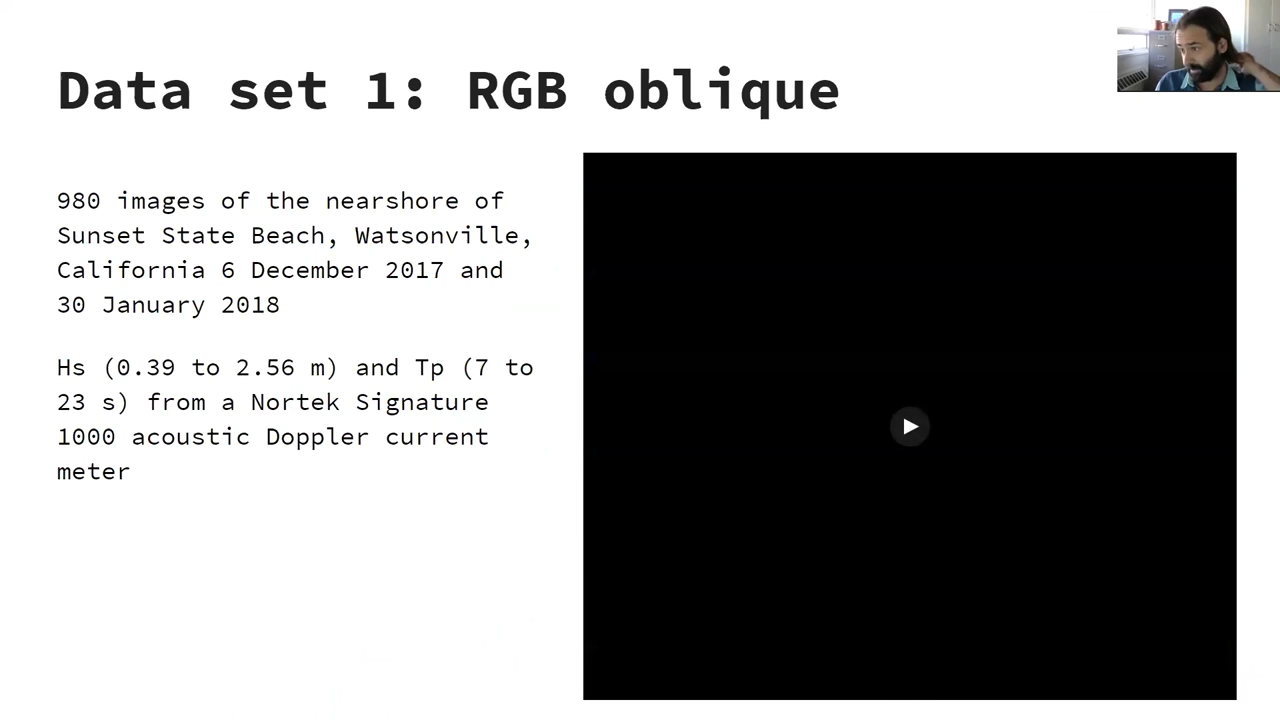 Data set 1: RGB oblique
980 images of the nearshore of
Sunset State Beach, Watsonville,
California 6 December 2017 and
30 January 2018
Hs (0.39 to 2.56 m) and Tp (7 to
23 s) from a Nortek Signature
1000 acoustic Doppler current
meter